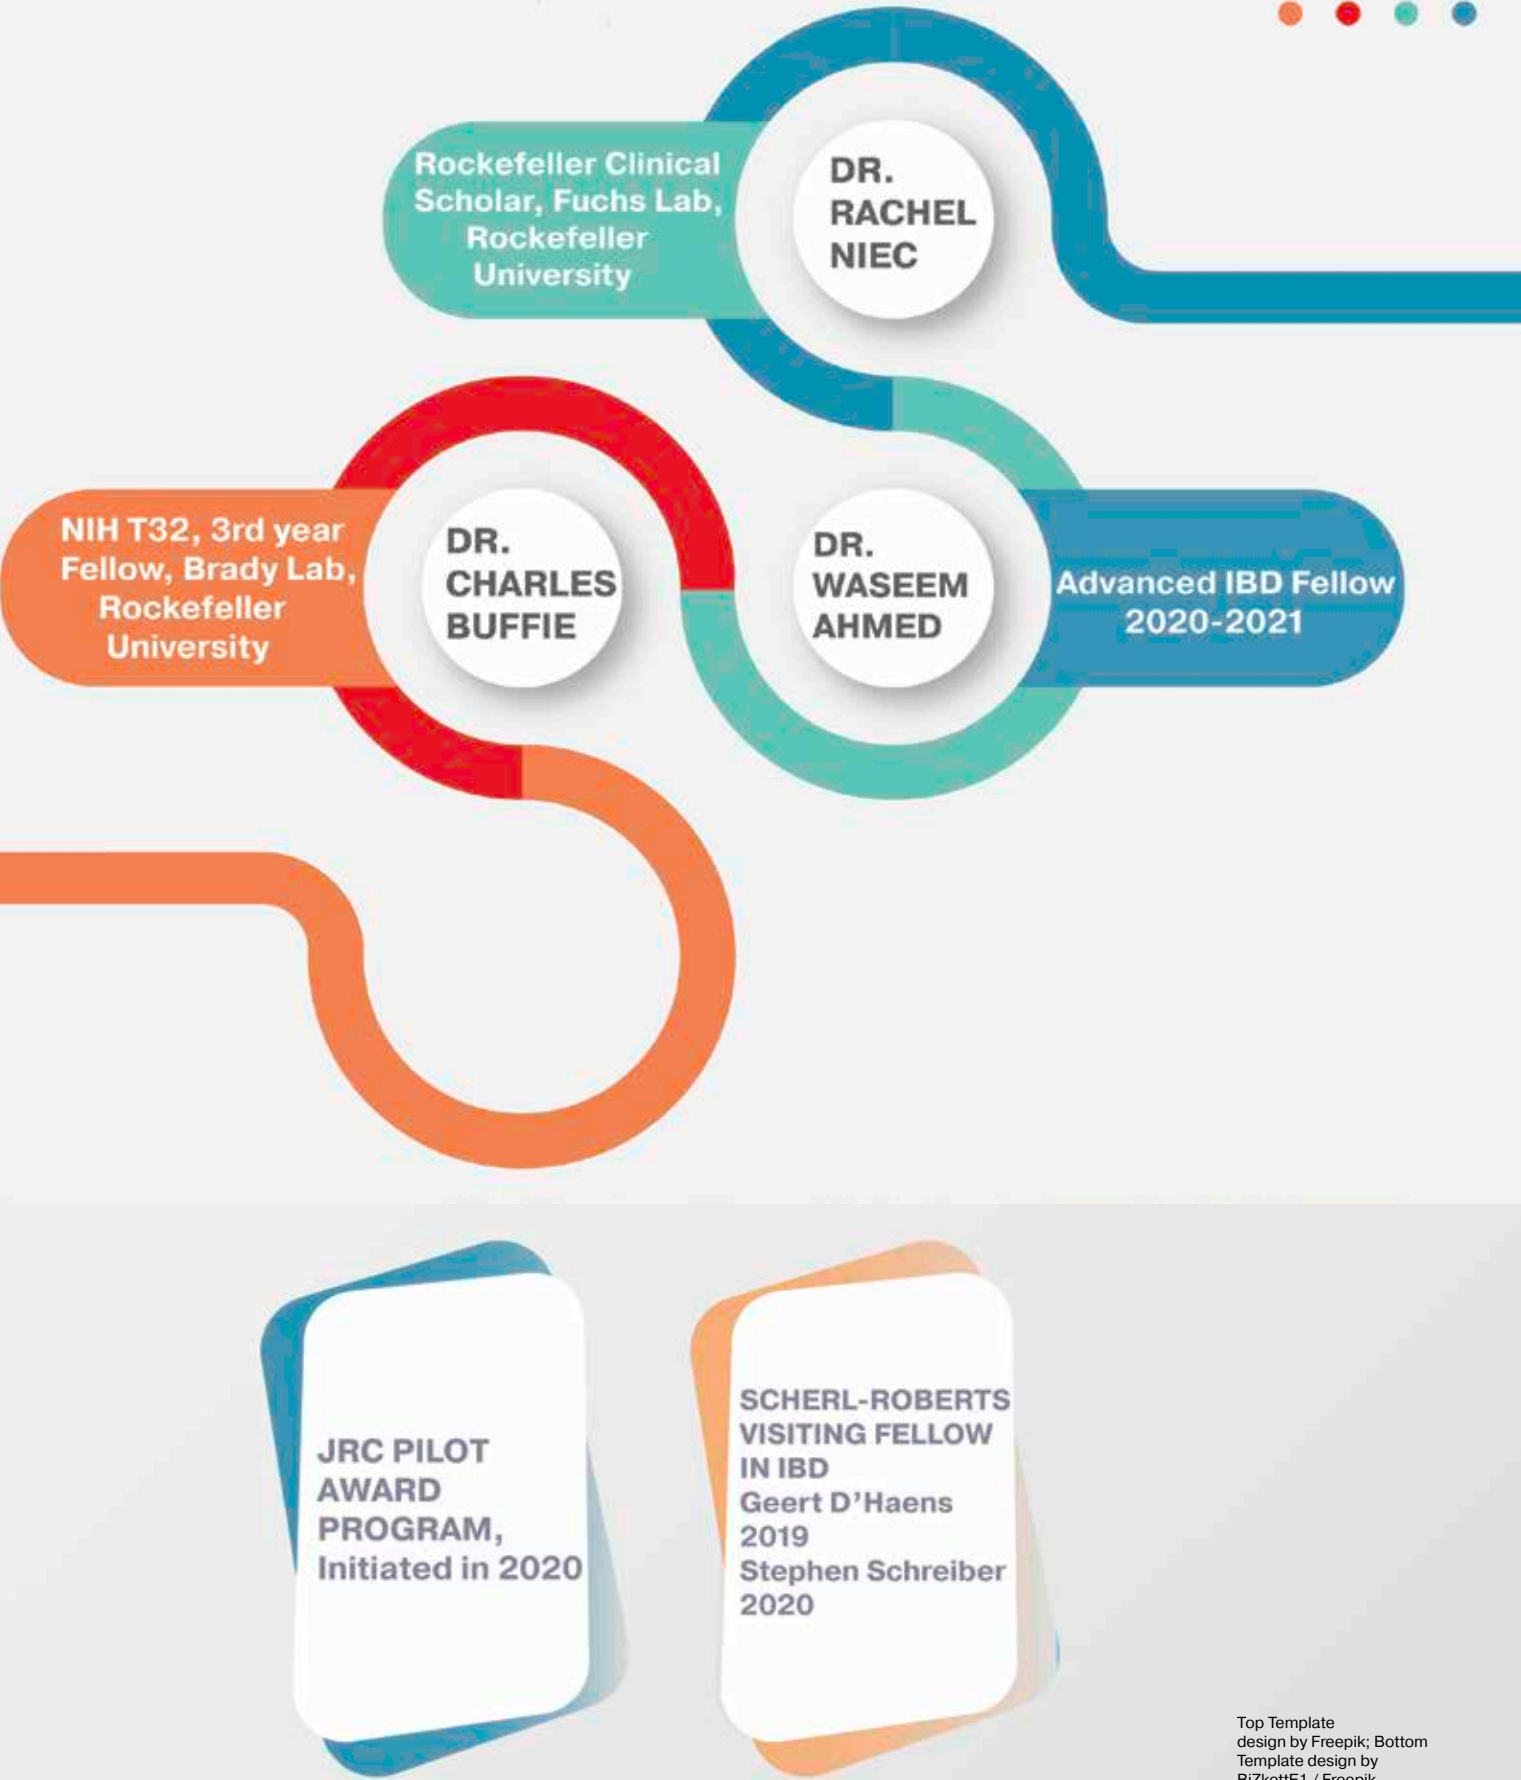 Rockefeller Clinical
Scholar, Fuchs Lab,
Rockefeller
University
DR.
RACHEL
NIEC
NIH T32, 3rd year
Fellow, Brady Lab,
Rockefeller
University
DR.
CHARLES
BUFFIE
DR.
WASEEM
AHMED
Advanced IBD Fellow
2020-2021
JRC PILOT
AWARD
PROGRAM,
Initiated in 2020
SCHERL-ROBERTS
VISITING FELLOW
IN IBD
Geert D’Haens
2019
Stephen Schreiber
2020
Top Template
design by Freepik; Bottom
Template design by
/ Freepik